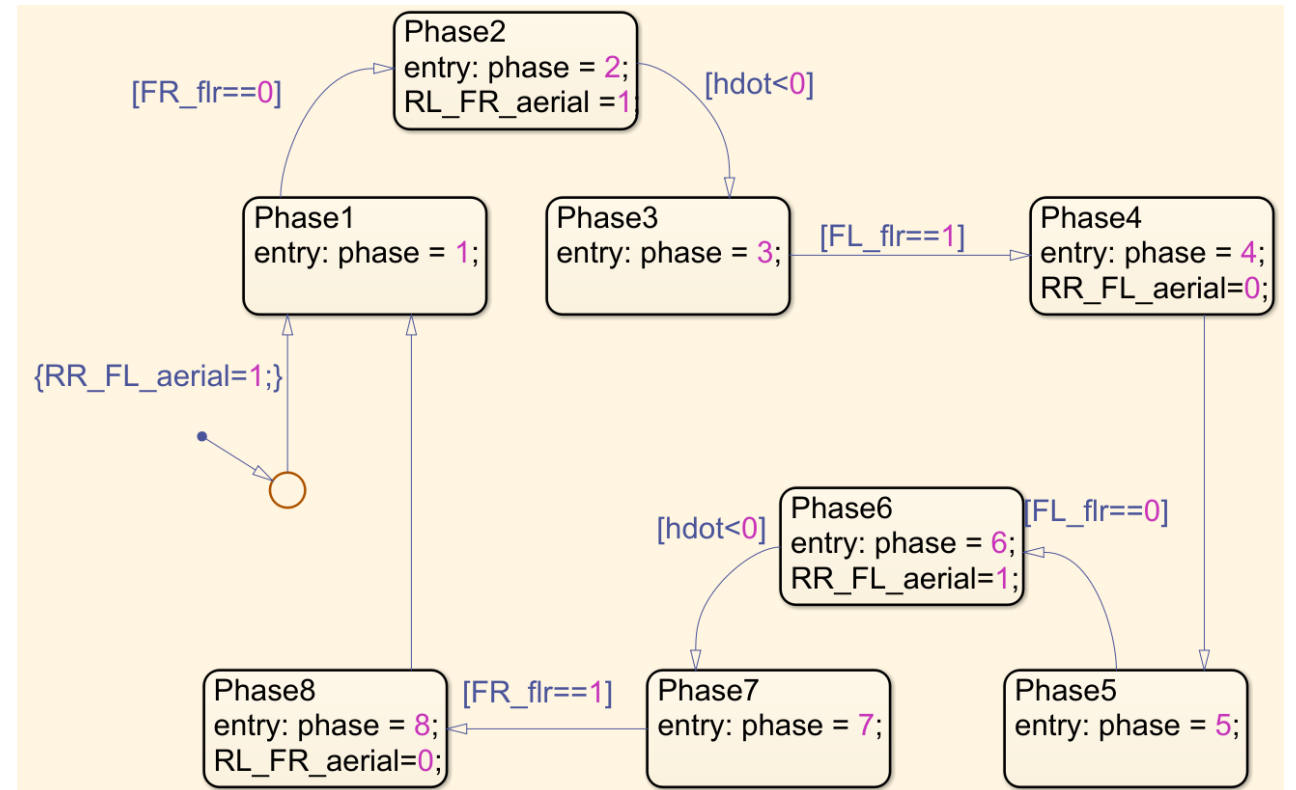 Phase2
entry: phase = 2;
RL_FR_aerial =1;
[FR_flr==0]
[hdot<0]
Phase1
entry: phase = 1;
Phase3
entry: phase = 3;
[FL_flr==1]
Phase4
entry: phase = 4;
RR_FL_aerial=0;
{RR_FL_aerial=1;}
Phase6
entry: phase = 6;
RR_FL_aerial=1;
[hdot<0]
[FL_flr==0]
Phase8
entry: phase = 8;
RL_FR_aerial=0;
[FR_flr==1]
Phase7
entry: phase = 7;
Phase5
entry: phase = 5;